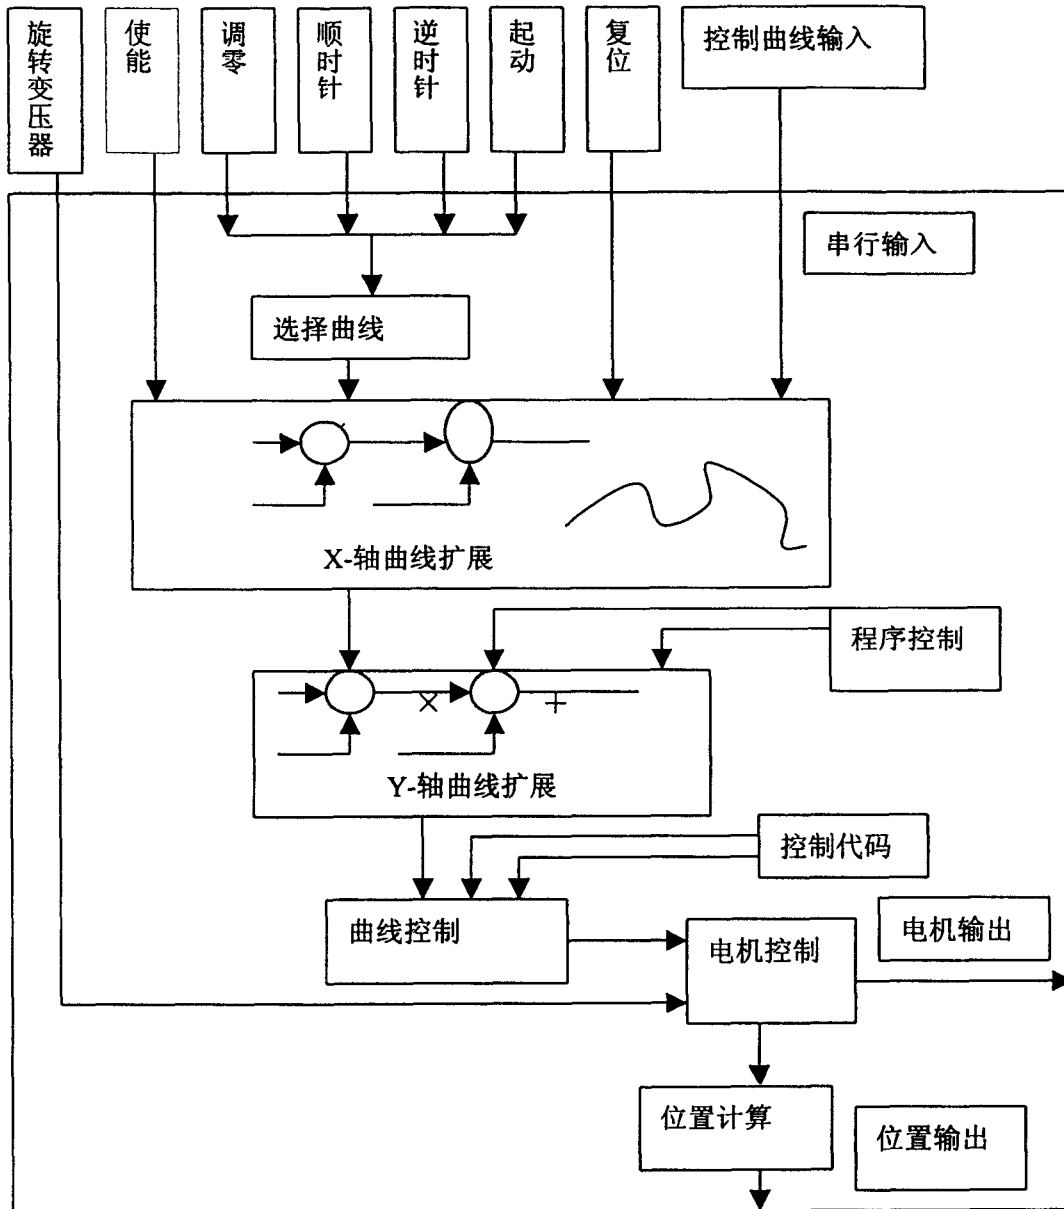 旋转变压器
使能
调零
顺时针
逆时针
起动
复位
控制曲线输入
串行输入
选择曲线
X-轴曲线扩展
程序控制
×
+
Y-轴曲线扩展
控制代码
曲线控制
电机控制
电机输出
位置计算
位置输出